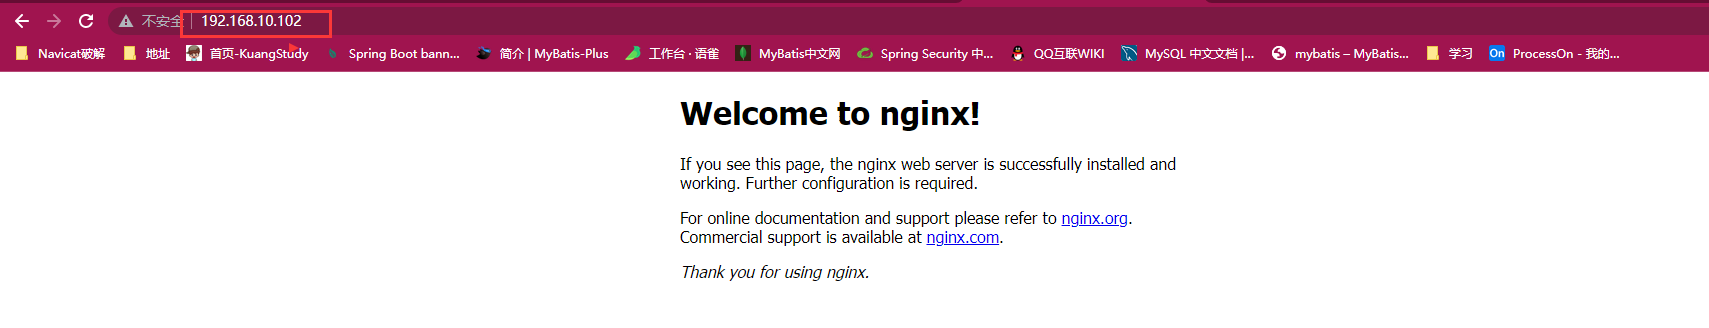 不安全 | 192.168.10.102
Navicat破解 地址 首页-KuangStudy Spring Boot bann... 简介 | MyBatis-Plus 工作台 · 语雀 MyBatis中文网 Spring Security 中... QQ互联WIKI MySQL 中文文档 |... mybatis – MyBatis... 学习 On ProcessOn - 我的...
Welcome to nginx!
If you see this page, the nginx web server is successfully installed and
working. Further configuration is required.
For online documentation and support please refer to nginx.org.
Commercial support is available at nginx.com.
Thank you for using nginx.